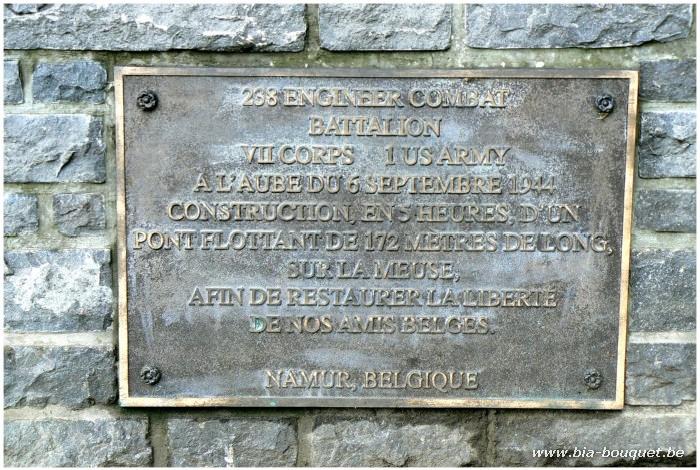 238 ENGINEER COMBAT
BATTALION
VII CORPS 1 US ARMY
A L'AUBE DU 6 SEPTEMBRE 1944
CONSTRUCTION, EN 5 HEURES, D'UN
PONT FLOTTANT DE 172 METRES DE LONG,
SUR LA MEUSE,
AFIN DE RESTAURER LA LIBERTE
DE NOS AMIS BELGES.
NAMUR, BELGIQUE
www.bia-bouquet.be